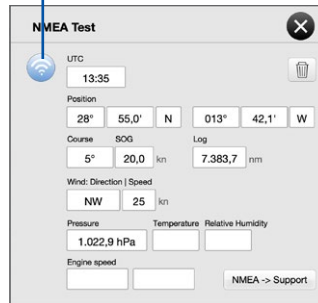 NMEA Test
UTC
13:35
Position
28° 55,0' N 013° 42,1' W
Course SOG Log
5° 20,0 kn 7.383,7 nm
Wind: Direction | Speed
NW 25 kn
Pressure Temperature Relative Humidity
1.022,9 hPa
Engine speed
NMEA -> Support